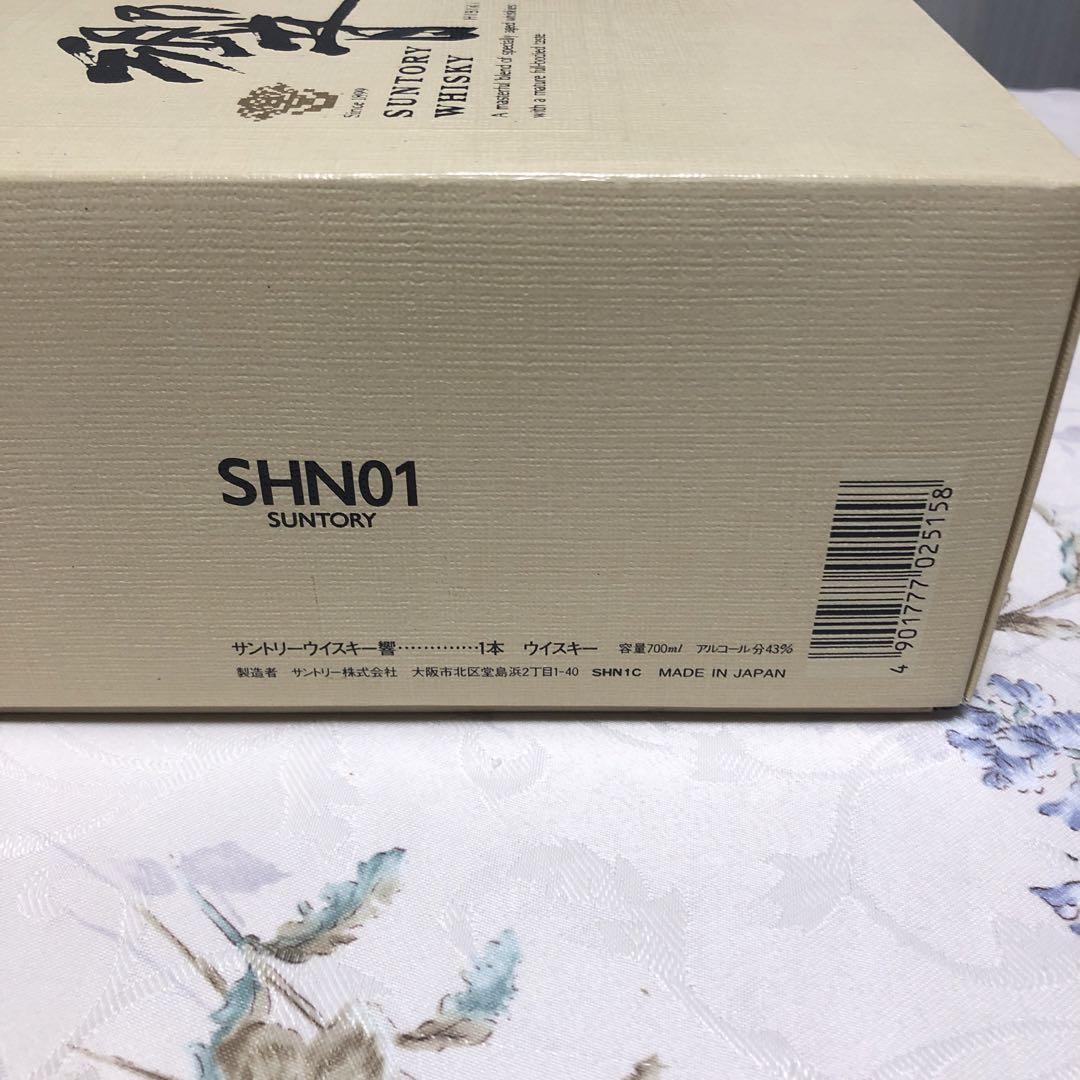 響
HIBIKI
SUNTORY
WHISKY
Since 1899
A masterful blend of specially aged whiskies
with a mature full-bodied taste
SHN01
SUNTORY
サントリーウイスキー響‥‥‥‥‥1本 ウイスキー 容量700ml アルコール分43%
製造者 サントリー株式会社 大阪市北区堂島浜2丁目1-40 SHN1C MADE IN JAPAN
4 901777 025158